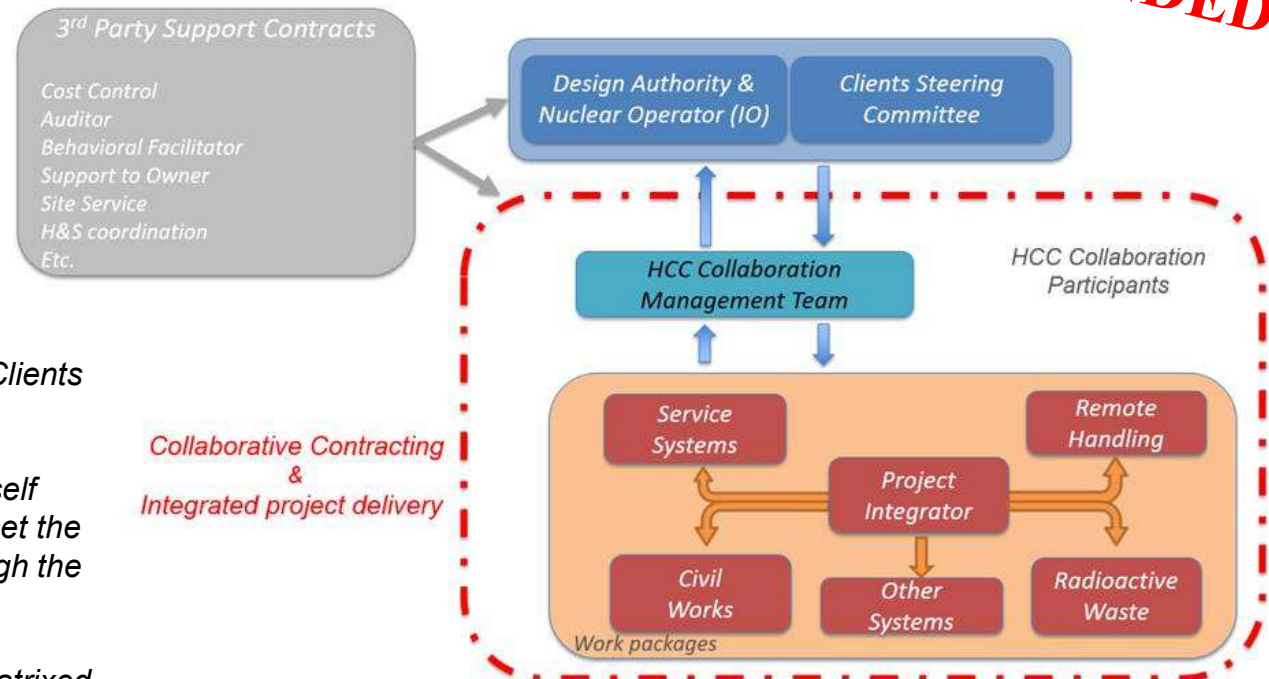 3rd Party Support Contracts
Cost Control
Auditor
Behavioral Facilitator
Support to Owner
Site Service
H&S coordination
Etc.
Design Authority &
Nuclear Operator (IO)
Clients Steering
Committee
HCC Collaboration
Management Team
HCC Collaboration
Participants
Clients
self
et the
gh the
Collaborative Contracting
&
Integrated project delivery
Service
Systems
Remote
Handling
Project
Integrator
Civil
Works
Other
Systems
Radioactive
Waste
Work packages